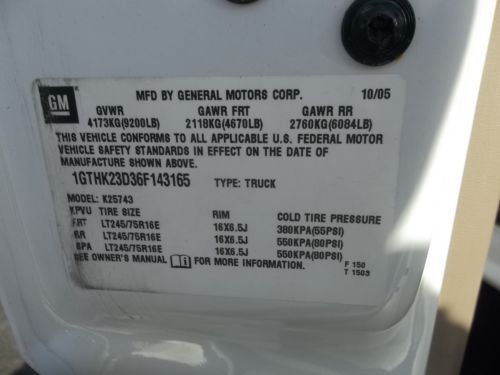 GM
MFD BY GENERAL MOTORS CORP. 10/05
GVWR GAWR FRT GAWR RR
4173KG(9200LB) 2118KG(4670LB) 2760KG(6084LB)
THIS VEHICLE CONFORMS TO ALL APPLICABLE U.S. FEDERAL MOTOR
VEHICLE SAFETY STANDARDS IN EFFECT ON THE DATE OF
MANUFACTURE SHOWN ABOVE.
1GTHK23D36F143165 TYPE: TRUCK
MODEL: K25743
KPVU TIRE SIZE RIM COLD TIRE PRESSURE
FRT LT245/75R16E 16X6.5J 380KPA(55PSI)
RR LT245/75R16E 16X6.5J 550KPA(80PSI)
SPA LT245/75R16E 16X6.5J 550KPA(80PSI)
SEE OWNER'S MANUAL FOR MORE INFORMATION.
F 150
T 1503